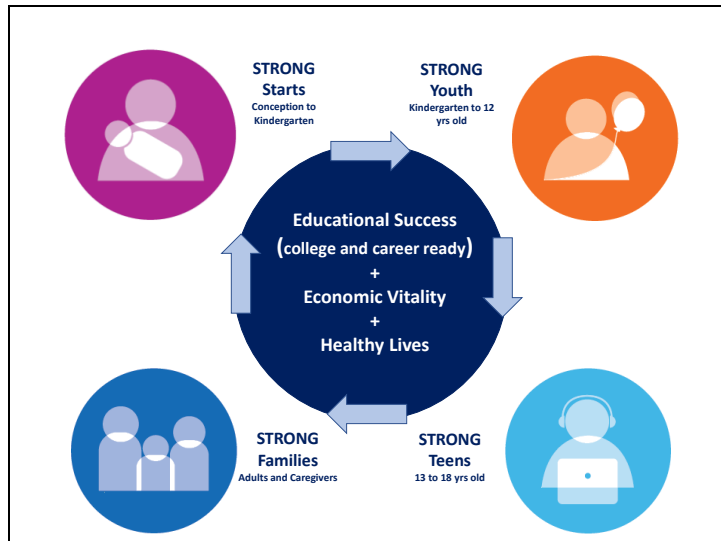 STRONG
Starts
Conception to
Kindergarten
STRONG
Youth
Kindergarten to 12
yrs old
Educational Success
(college and career ready)
+
Economic Vitality
+
Healthy Lives
STRONG
Families
Adults and Caregivers
STRONG
Teens
13 to 18 yrs old